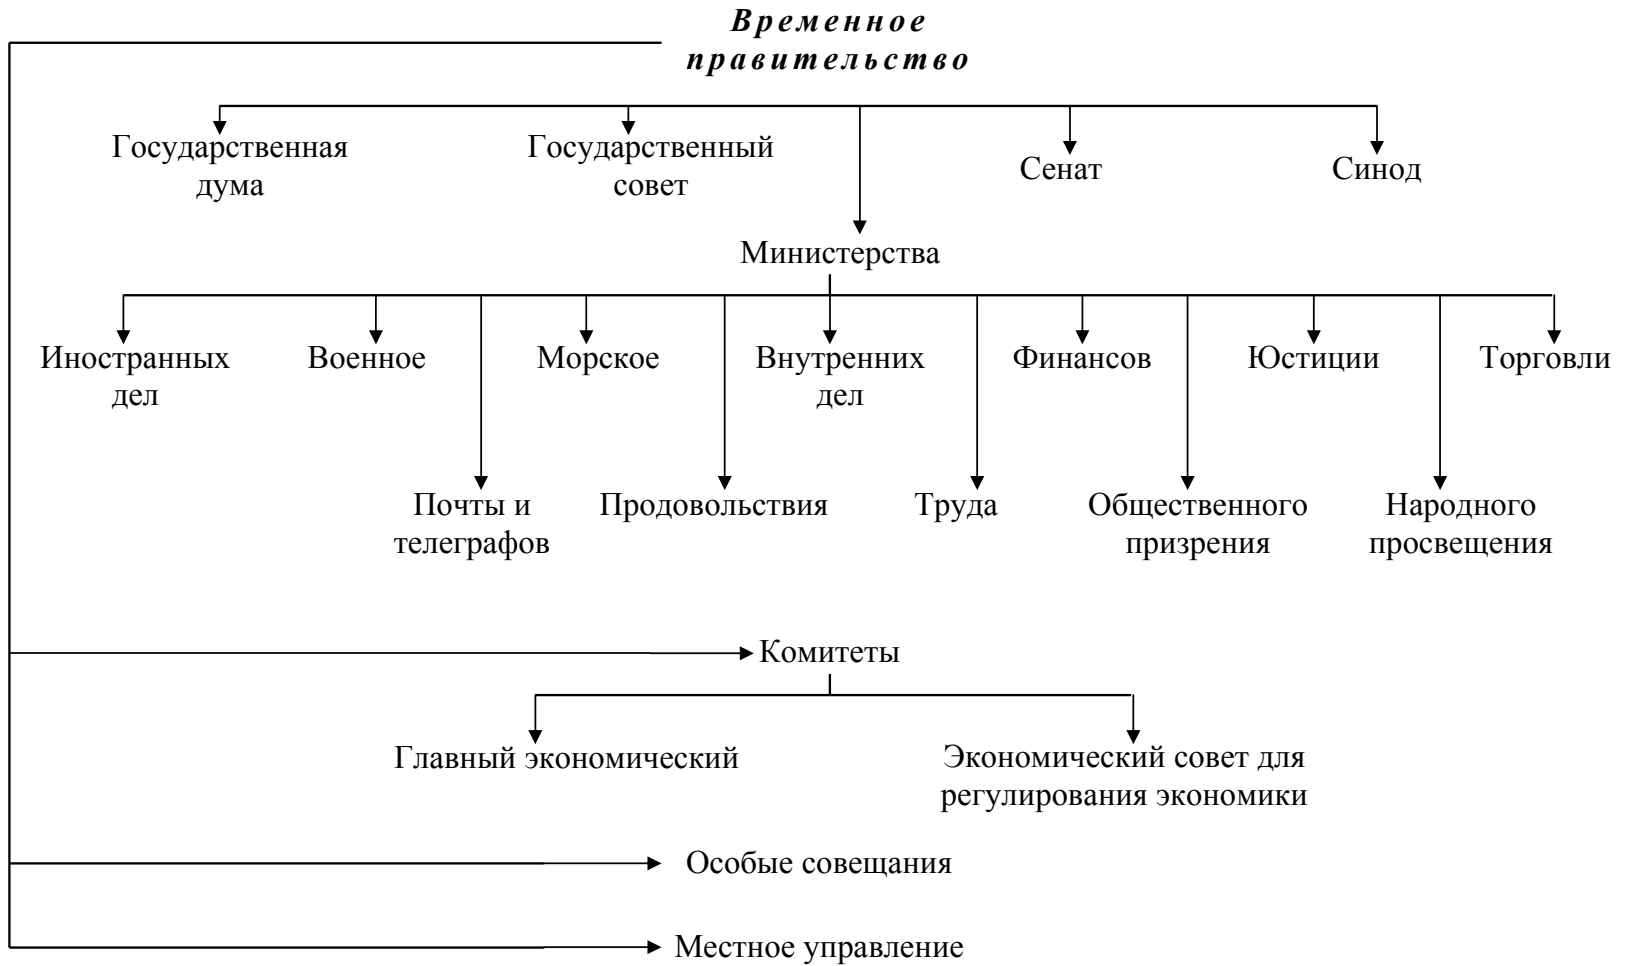 Временное
правительство
Государственная
дума
Государственный
совет
Сенат
Синод
Министерства
Иностранных
дел
Военное
Морское
Внутренних
дел
Финансов
Юстиции
Торговли
Почты и
телеграфов
Продовольствия
Труда
Общественного
призрения
Народного
просвещения
Комитеты
Главный экономический
Экономический совет для
регулирования экономики
Особые совещания
Местное управление